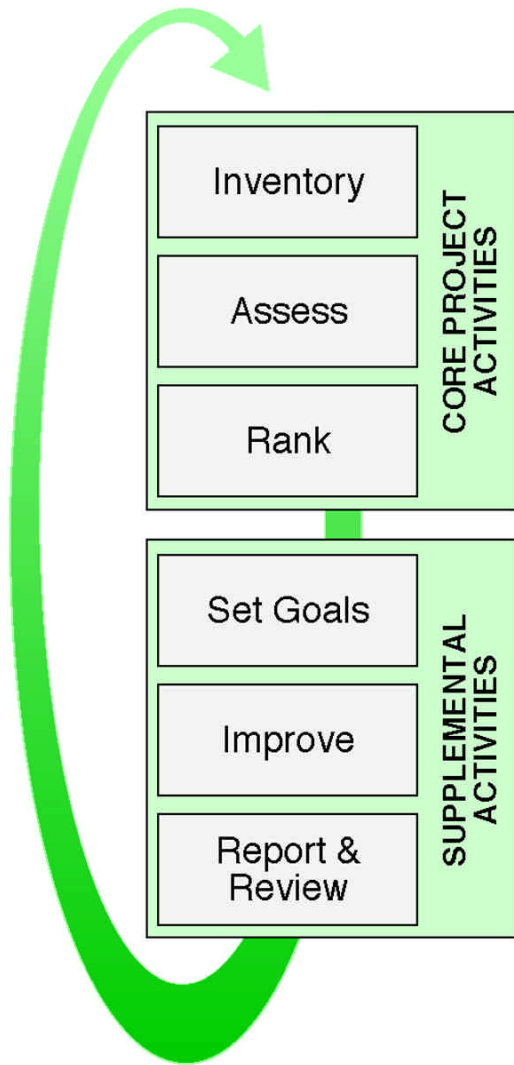 Inventory
Assess
Rank
CORE PROJECT
ACTIVITIES
Set Goals
Improve
Report &
Review
SUPPLEMENTAL
ACTIVITIES